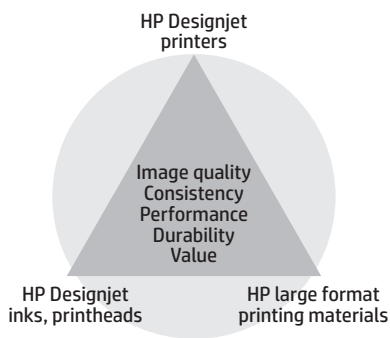 HP Designjet
printers
Image quality
Consistency
Performance
Durability
Value
HP Designjet
inks, printheads
HP large format
printing materials